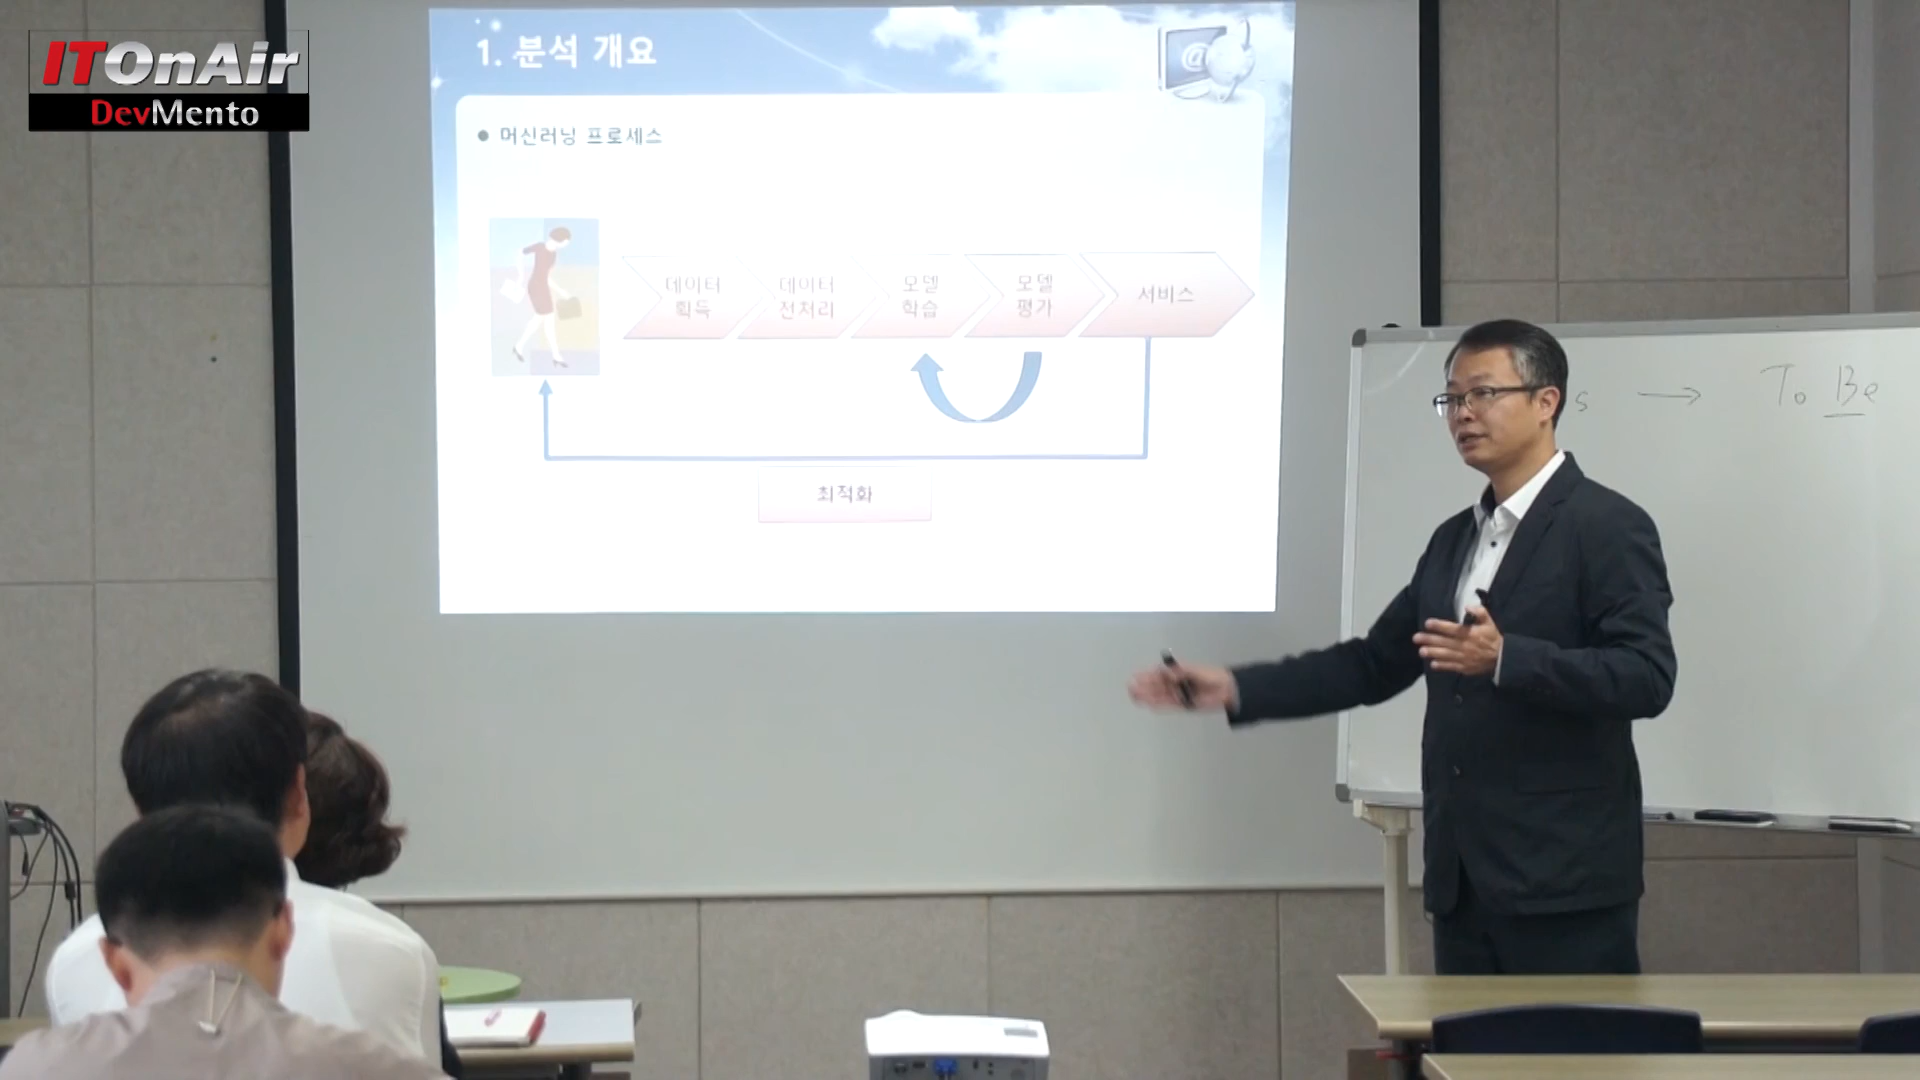 ITOnAir
DevMento
1. 분석 개요
● 머신러닝 프로세스
데이터
획득
데이터
전처리
모델
학습
모델
평가
서비스
최적화
s → To Be